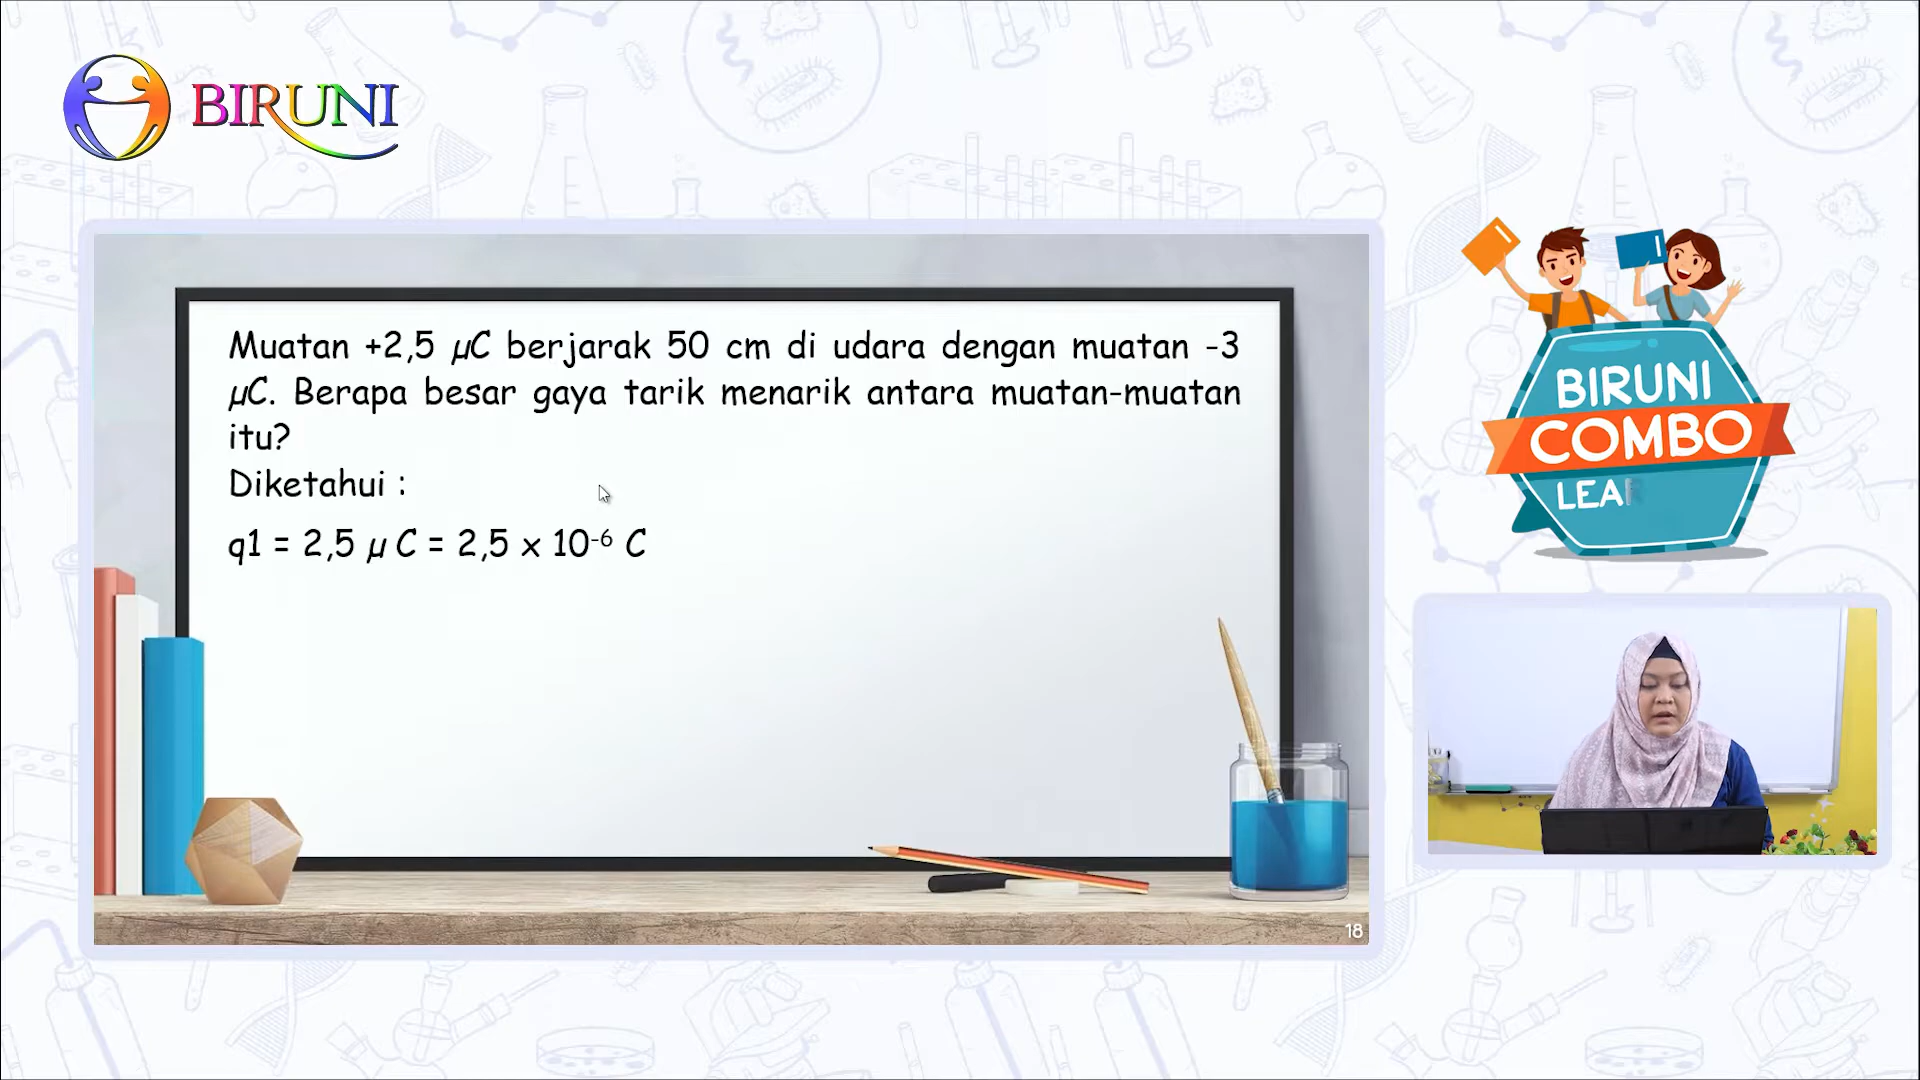 BIRUNI
Muatan +2,5 µC berjarak 50 cm di udara dengan muatan -3
µC. Berapa besar gaya tarik menarik antara muatan-muatan
itu?
Diketahui :
q1 = 2,5 µ C = 2,5 x 10⁻⁶ C
18
BIRUNI
COMBO
LEAR